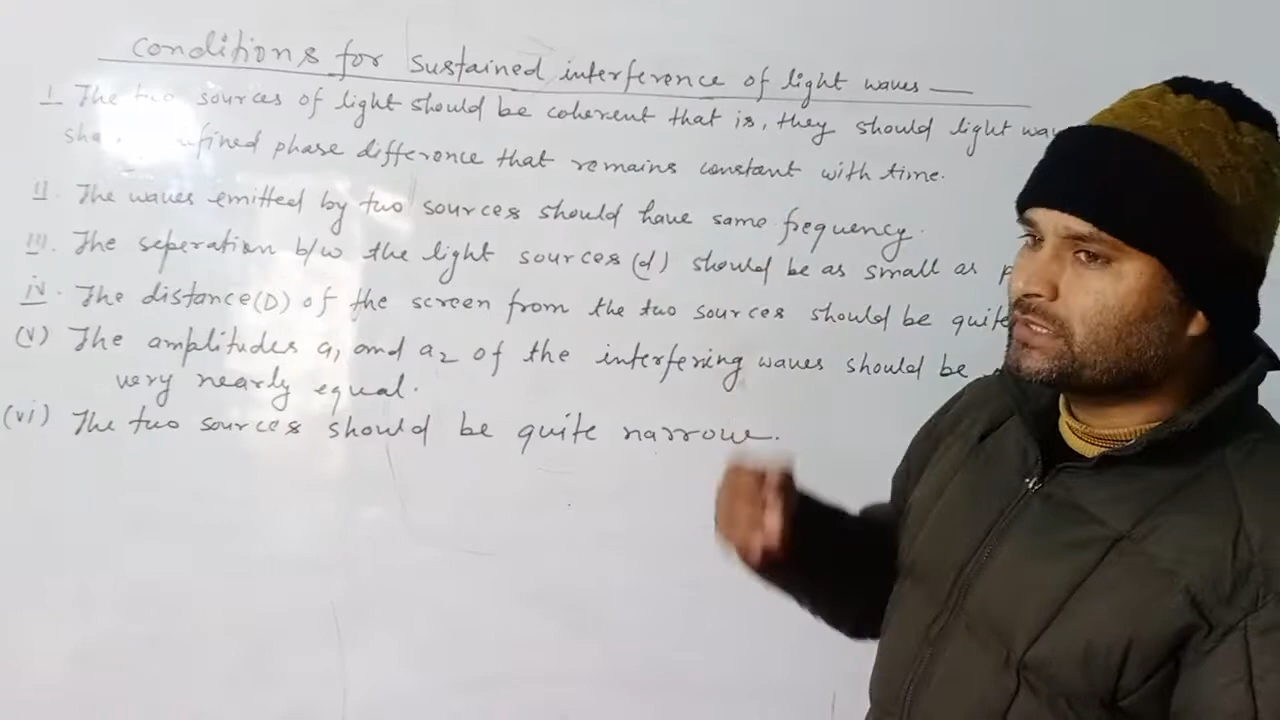 Conditions for sustained interference of light waves —
I. The two sources of light should be coherent that is, they should light
phase difference that remains constant with time.
II. The waves emitted by two sources should have same frequency.
III. The seperation b/w the light sources (d) should be as small as
iv. The distance (D) of the screen from the two sources should be quite
(v) The amplitudes a₁ and a₂ of the interfering waves should be
very nearly equal.
(vi) The two sources should be quite narrow.